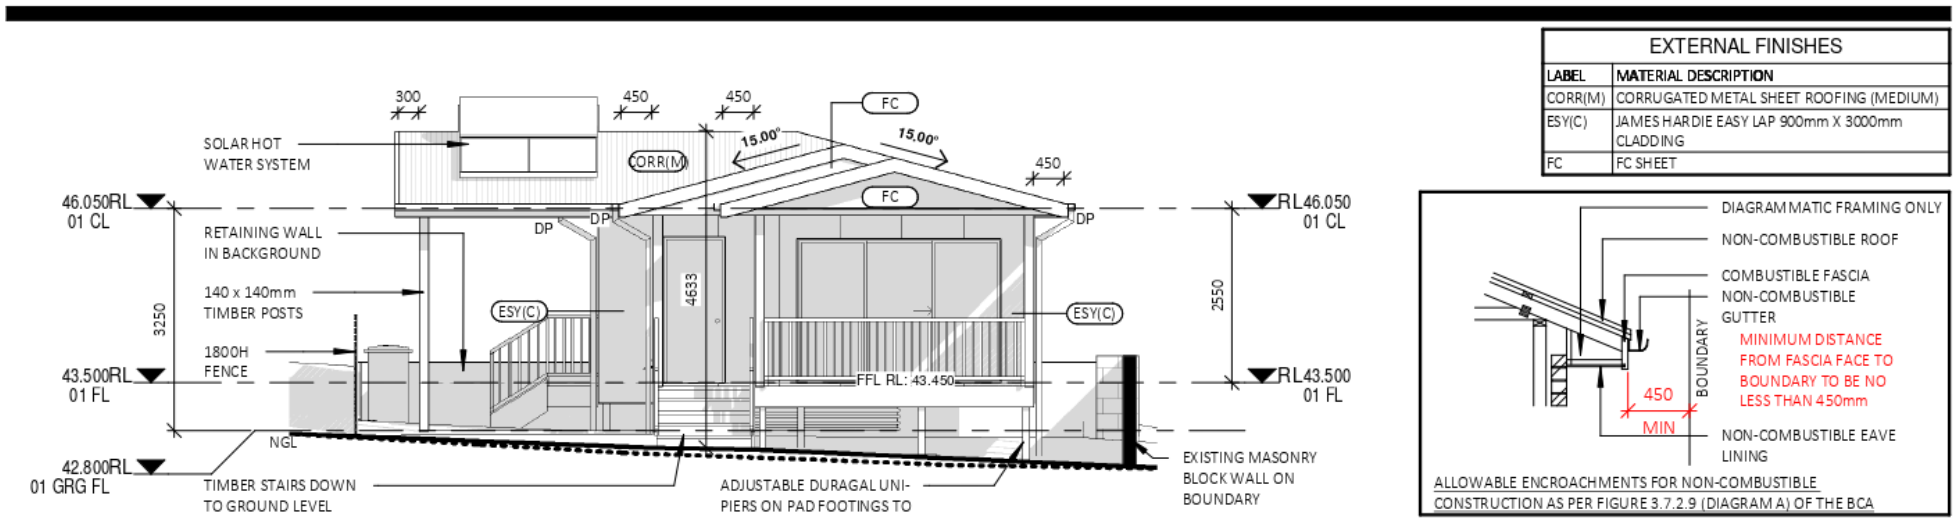 EXTERNAL FINISHES
LABEL MATERIAL DESCRIPTION
CORR(M) CORRUGATED METAL SHEET ROOFING (MEDIUM)
ESY(C) JAMES HARDIE EASY LAP 900mm X 3000mm
CLADDING
FC FC SHEET
300
450
450
FC
SOLAR HOT
WATER SYSTEM
15.00°
15.00°
CORR(M)
450
FC
46.050RL
01 CL
RL46.050
01 CL
DP
DP
DP
RETAINING WALL
IN BACKGROUND
140 x 140mm
TIMBER POSTS
3250
4633
2550
ESY(C)
ESY(C)
1800H
FENCE
43.500RL
01 FL
FFL RL: 43.450
RL43.500
01 FL
NGL
42.800RL
01 GRG FL
TIMBER STAIRS DOWN
TO GROUND LEVEL
ADJUSTABLE DURAGAL UNI-
PIERS ON PAD FOOTINGS TO
EXISTING MASONRY
BLOCK WALL ON
BOUNDARY
DIAGRAMMATIC FRAMING ONLY
NON-COMBUSTIBLE ROOF
COMBUSTIBLE FASCIA
NON-COMBUSTIBLE
GUTTER
BOUNDARY
MINIMUM DISTANCE
FROM FASCIA FACE TO
BOUNDARY TO BE NO
LESS THAN 450mm
450
MIN
NON-COMBUSTIBLE EAVE
LINING
ALLOWABLE ENCROACHMENTS FOR NON-COMBUSTIBLE
CONSTRUCTION AS PER FIGURE 3.7.2.9 (DIAGRAM A) OF THE BCA